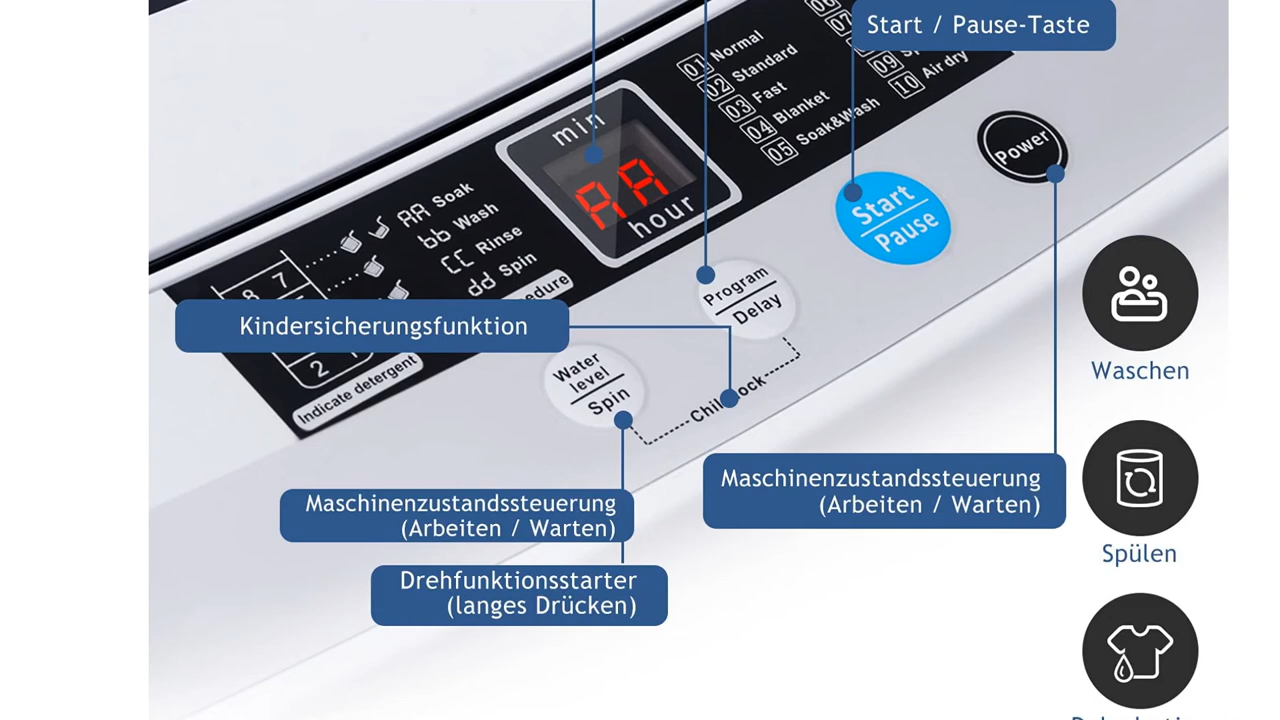 Start / Pause-Taste
01 Normal
02 Standard
03 Fast
04 Blanket
05 Soak&Wash
09
10 Air dry
min
AA
hour
AA Soak
bb Wash
CC Rinse
dd Spin
8 7
2
Indicate detergent
Power
Start
Pause
Program
Delay
Kindersicherungsfunktion
Water
level
Spin
Waschen
Maschinenzustandssteuerung
(Arbeiten / Warten)
Maschinenzustandssteuerung
(Arbeiten / Warten)
Spülen
Drehfunktionsstarter
(langes Drücken)